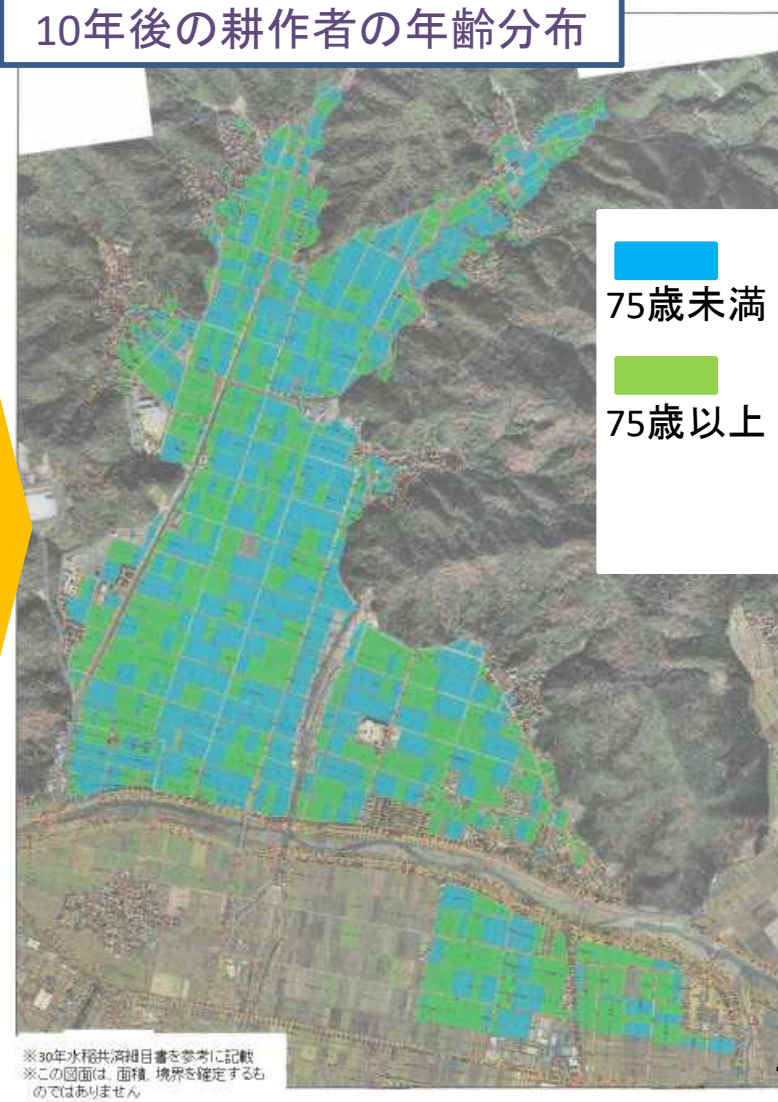 10年後の耕作者の年齢分布
75歳未満
75歳以上
※30年水稲共済細目書を参考に記載
※この図面は、面積、境界を確定するも
のではありません